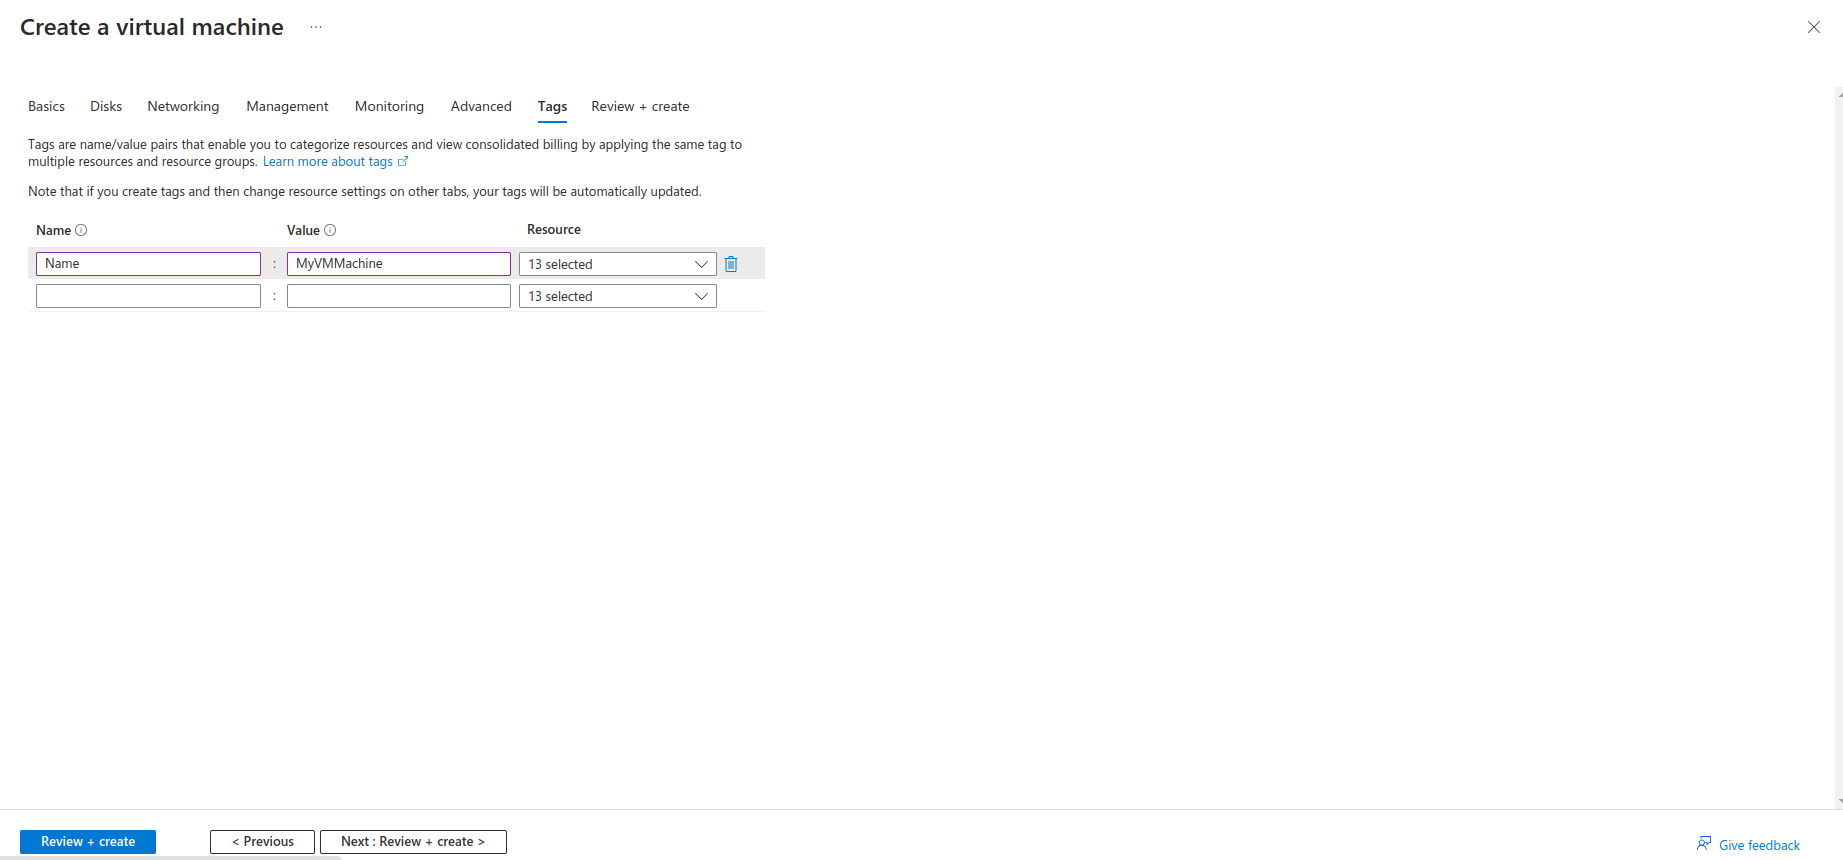 Create a virtual machine ...
Basics Disks Networking Management Monitoring Advanced Tags Review + create
Tags are name/value pairs that enable you to categorize resources and view consolidated billing by applying the same tag to
multiple resources and resource groups. Learn more about tags
Note that if you create tags and then change resource settings on other tabs, your tags will be automatically updated.
Name Value Resource
Name : MyVMMachine 13 selected
: 13 selected
Review + create < Previous Next : Review + create > Give feedback